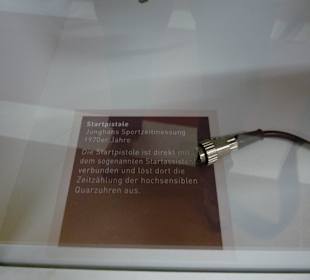 Startpistole
Junghans Sportzeitmessung
1970er Jahre
Die Startpistole ist direkt mit
dem sogenannten Startassisten
verbunden und löst dort die
Zeitzählung der hochsensiblen
Quarzuhren aus.